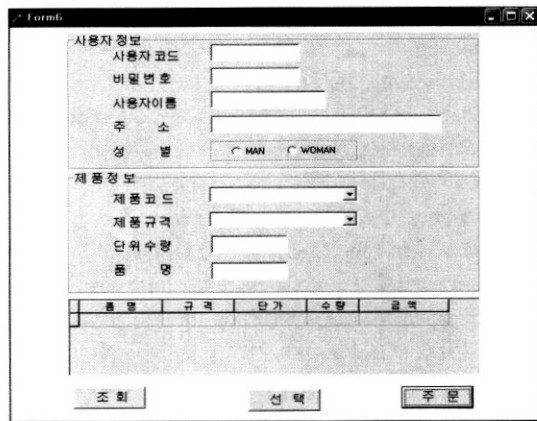 Form6
사용자 정보
사용자 코드
비 밀 번 호
사용자이름
주 소
성 별 MAN WOMAN
제 품 정 보
제 품 코 드
제 품 규 격
단 위 수 량
품 명
품 명 규 격 단 가 수 량 금 액
조 회 선 택 주 문